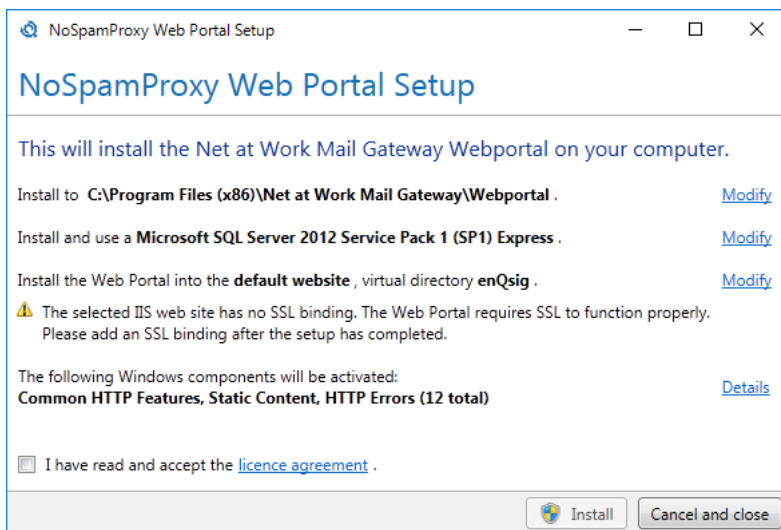 NoSpamProxy Web Portal Setup
NoSpamProxy Web Portal Setup
This will install the Net at Work Mail Gateway Webportal on your computer.
Install to C:\Program Files (x86)\Net at Work Mail Gateway\Webportal . Modify
Install and use a Microsoft SQL Server 2012 Service Pack 1 (SP1) Express . Modify
Install the Web Portal into the default website , virtual directory enQsig . Modify
The selected IIS web site has no SSL binding. The Web Portal requires SSL to function properly.
Please add an SSL binding after the setup has completed.
The following Windows components will be activated:
Common HTTP Features, Static Content, HTTP Errors (12 total) Details
I have read and accept the licence agreement .
Install Cancel and close